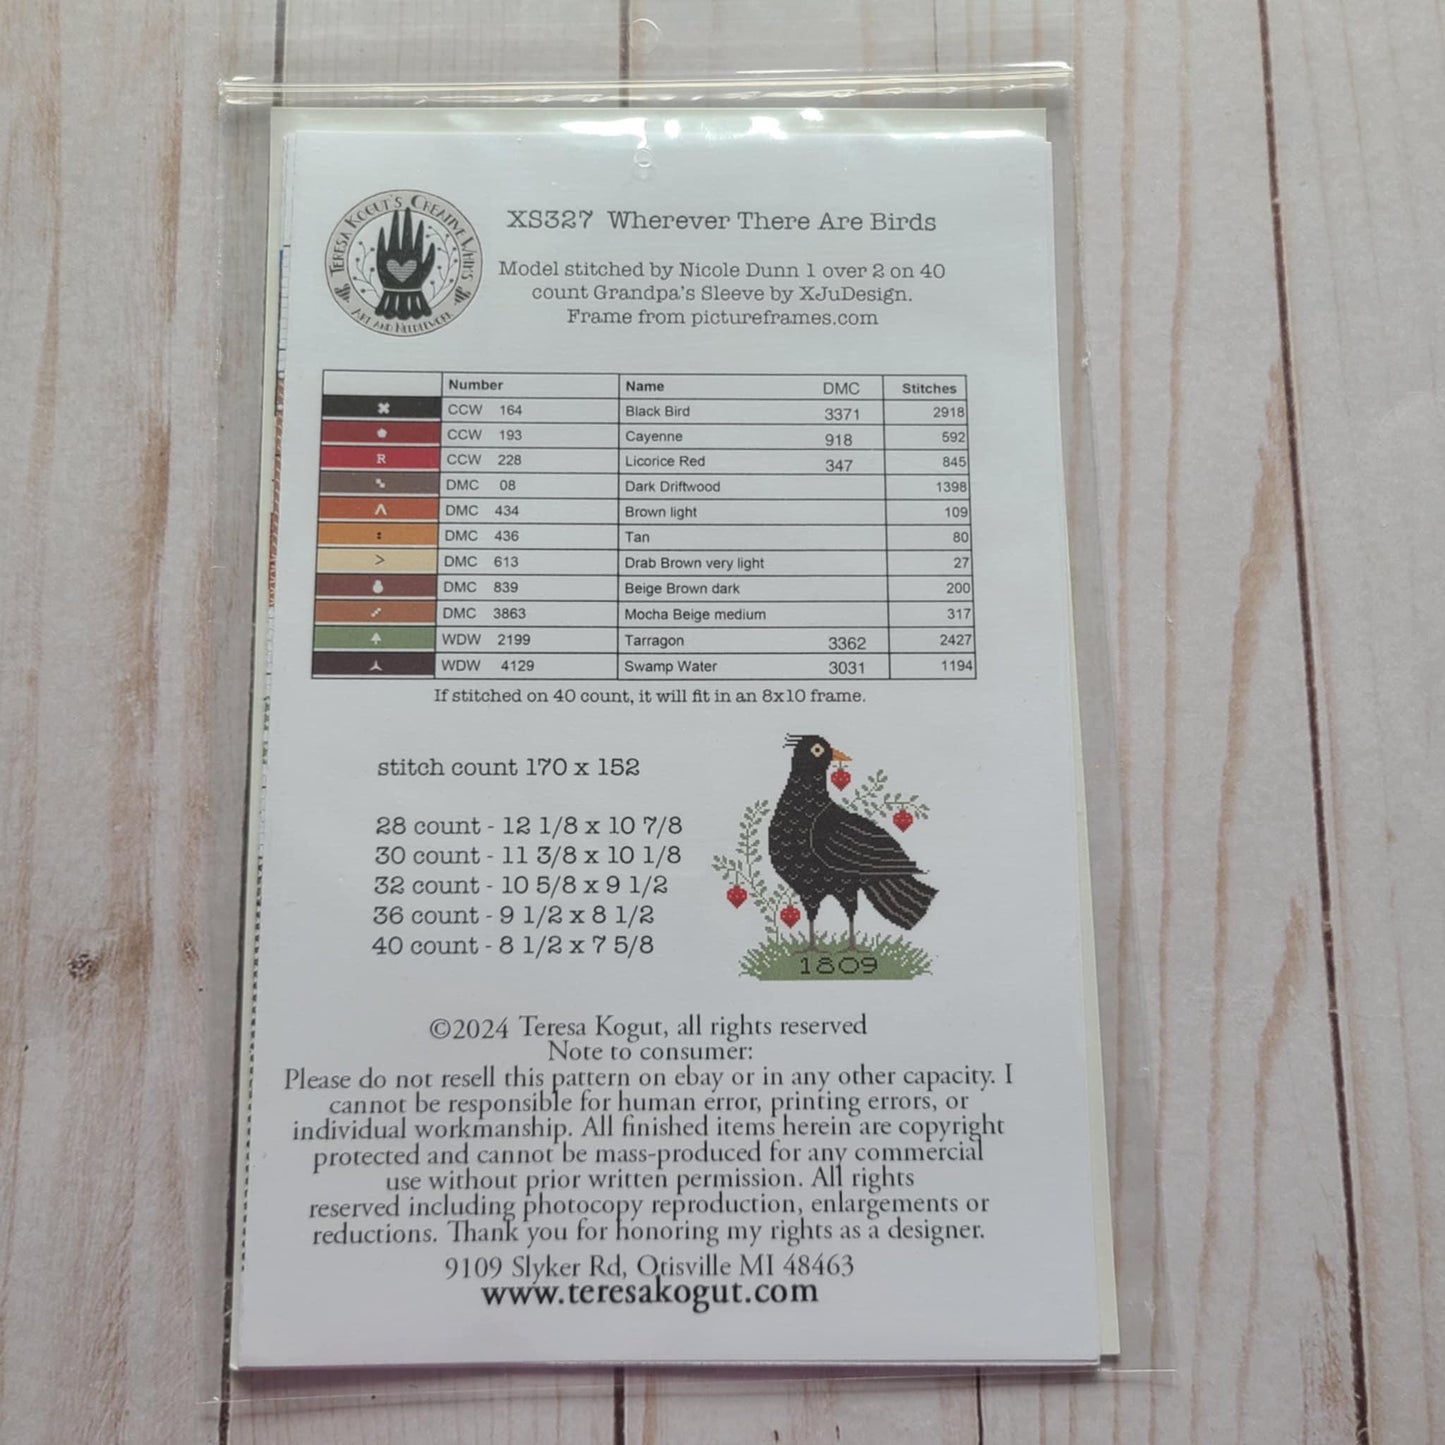 TERESA KOGUT'S CREATIVE WHIMS
ART AND NEEDLEWORK
XS327 Wherever There Are Birds
Model stitched by Nicole Dunn 1 over 2 on 40
count Grandpa's Sleeve by XJuDesign.
Frame from pictureframes.com
Number Name DMC Stitches
CCW 164 Black Bird 3371 2918
CCW 193 Cayenne 918 592
R CCW 228 Licorice Red 347 845
DMC 08 Dark Driftwood 1398
DMC 434 Brown light 109
DMC 436 Tan 80
DMC 613 Drab Brown very light 27
DMC 839 Beige Brown dark 200
DMC 3863 Mocha Beige medium 317
WDW 2199 Tarragon 3362 2427
WDW 4129 Swamp Water 3031 1194
If stitched on 40 count, it will fit in an 8x10 frame.
stitch count 170 x 152
28 count - 12 1/8 x 10 7/8
30 count - 11 3/8 x 10 1/8
32 count - 10 5/8 x 9 1/2
36 count - 9 1/2 x 8 1/2
40 count - 8 1/2 x 7 5/8
1809
©2024 Teresa Kogut, all rights reserved
Note to consumer:
Please do not resell this pattern on ebay or in any other capacity. I
cannot be responsible for human error, printing errors, or
individual workmanship. All finished items herein are copyright
protected and cannot be mass-produced for any commercial
use without prior written permission. All rights
reserved including photocopy reproduction, enlargements or
reductions. Thank you for honoring my rights as a designer.
9109 Slyker Rd, Otisville MI 48463
www.teresakogut.com